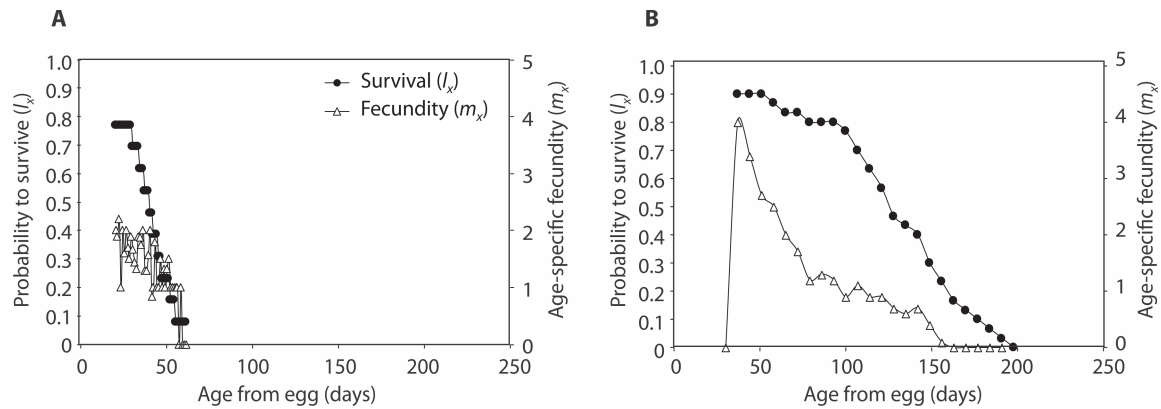 A
1.0
0.9
0.8
0.7
0.6
0.5
0.4
0.3
0.2
0.1
0
Probability to survive (lx)
5
4
3
2
1
0
Age-specific fecundity (mx)
Survival (lx)
Fecundity (mx)
0 50 100 150 200 250
Age from egg (days)
B
1.0
0.9
0.8
0.7
0.6
0.5
0.4
0.3
0.2
0.1
0
Probability to survive (lx)
5
4
3
2
1
0
Age-specific fecundity (mx)
0 50 100 150 200 250
Age from egg (days)